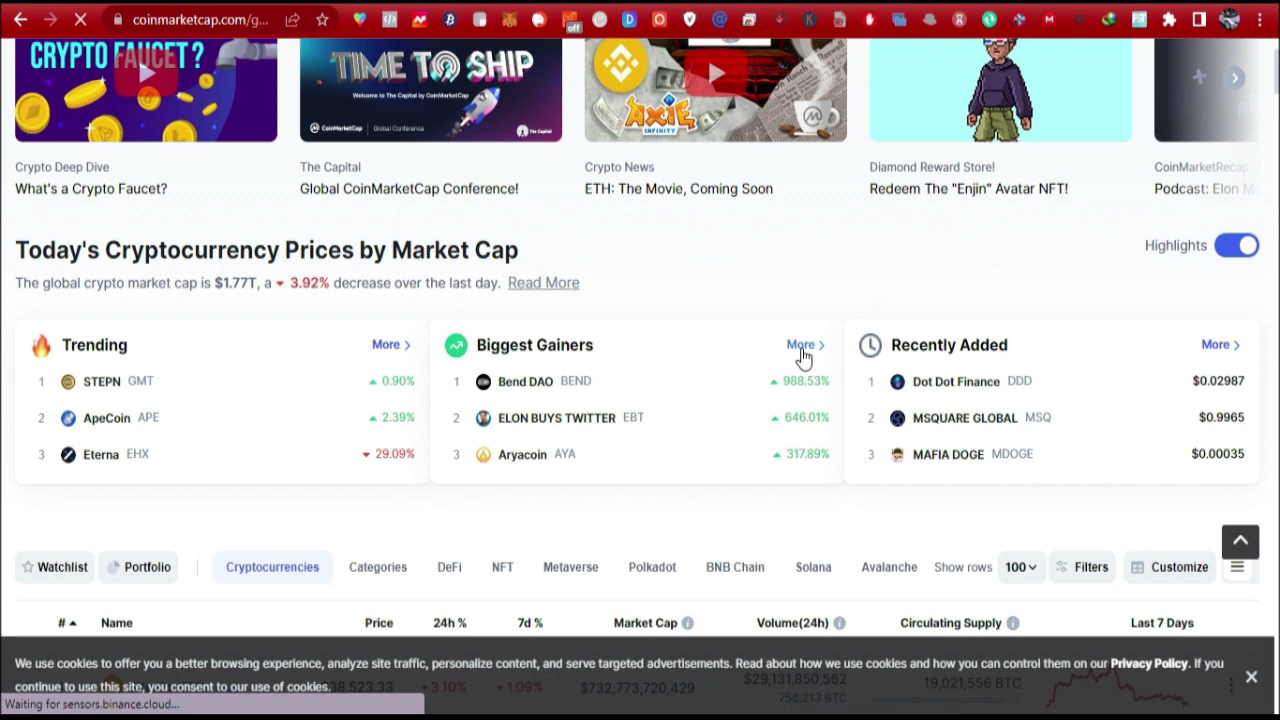 coinmarketcap.com/g...
off
CRYPTO FAUCET?
TIME TO SHIP
Welcome to The Capital by CoinMarketCap
CoinMarketCap | Global Conference The Capital
AXIE
INFINITY
Crypto Deep Dive
What's a Crypto Faucet?
The Capital
Global CoinMarketCap Conference!
Crypto News
ETH: The Movie, Coming Soon
Diamond Reward Store!
Redeem The "Enjin" Avatar NFT!
CoinMarketRecap
Podcast: Elon
Today's Cryptocurrency Prices by Market Cap
Highlights
The global crypto market cap is $1.77T, a 3.92% decrease over the last day. Read More
Trending More
1 STEPN GMT 0.90%
2 ApeCoin APE 2.39%
3 Eterna EHX 29.09%
Biggest Gainers More
1 Bend DAO BEND 988.53%
2 ELON BUYS TWITTER EBT 646.01%
3 Aryacoin AYA 317.89%
Recently Added More
1 Dot Dot Finance DDD $0.02987
2 MSQUARE GLOBAL MSQ $0.9965
3 MAFIA DOGE MDOGE $0.00035
Watchlist Portfolio Cryptocurrencies Categories DeFi NFT Metaverse Polkadot BNB Chain Solana Avalanche Show rows 100 Filters Customize
# Name Price 24h % 7d % Market Cap Volume(24h) Circulating Supply Last 7 Days
We use cookies to offer you a better browsing experience, analyze site traffic, personalize content, and serve targeted advertisements. Read about how we use cookies and how you can control them on our Privacy Policy. If you
continue to use this site, you consent to our use of cookies.
3.10% 1.09% $732,773,720,429 $29,131,850,562 19,021,556 BTC
756,213 BTC
Waiting for sensors.binance.cloud...